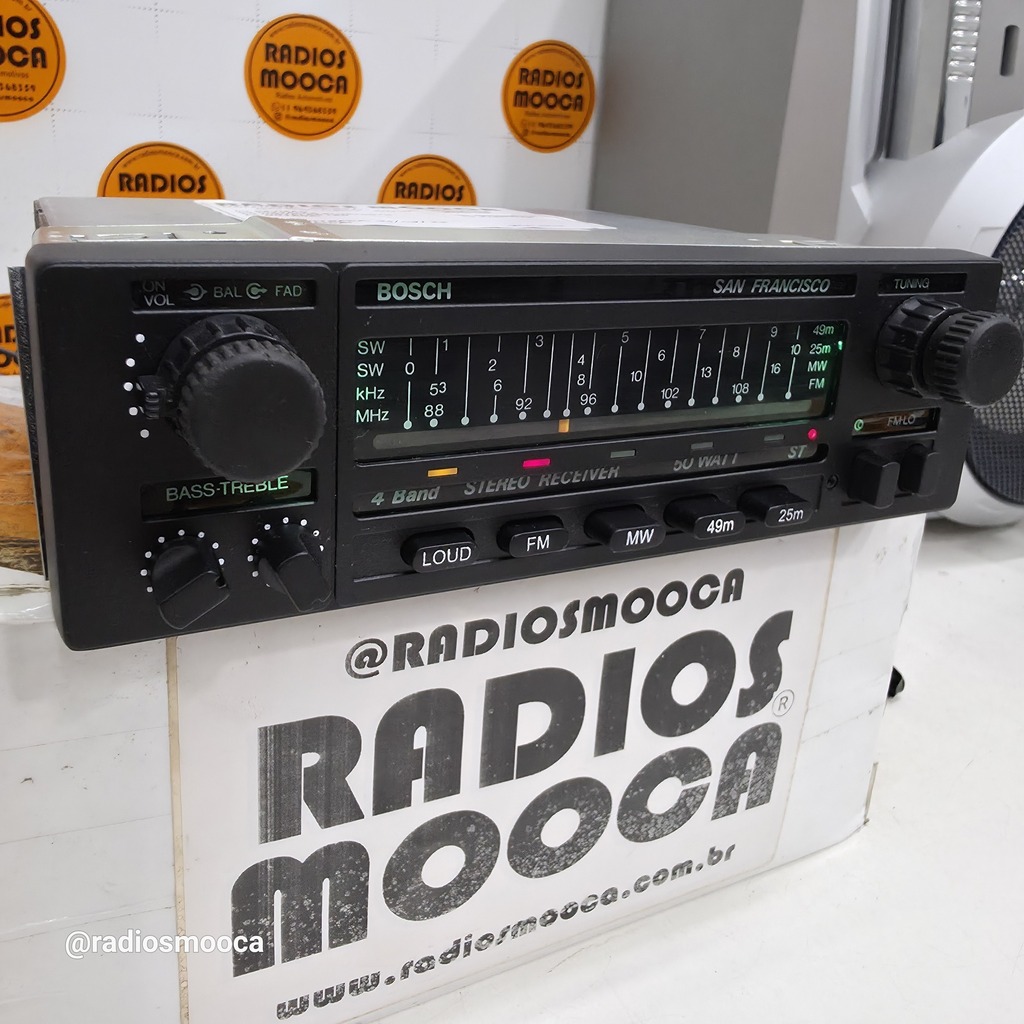 RADIOS
MOOCA
RADIOS
MOOCA
RADIOS
MOOCA
RADIOS
RADIOS
ON
VOL BAL FAD
BOSCH SAN FRANCISCO
TUNING
SW 1 3 5 7 9 49m
SW 0 2 4 6 8 10 25m
kHz 53 6 8 10 13 16 MW
MHz 88 92 96 102 108 FM
FM-LO
BASS-TREBLE
4 Band STEREO RECEIVER 50 WATT ST
LOUD FM MW 49m 25m
@RADIOSMOOCA
RADIOS
MOOCA ®
www.radiosmooca.com.br
@radiosmooca